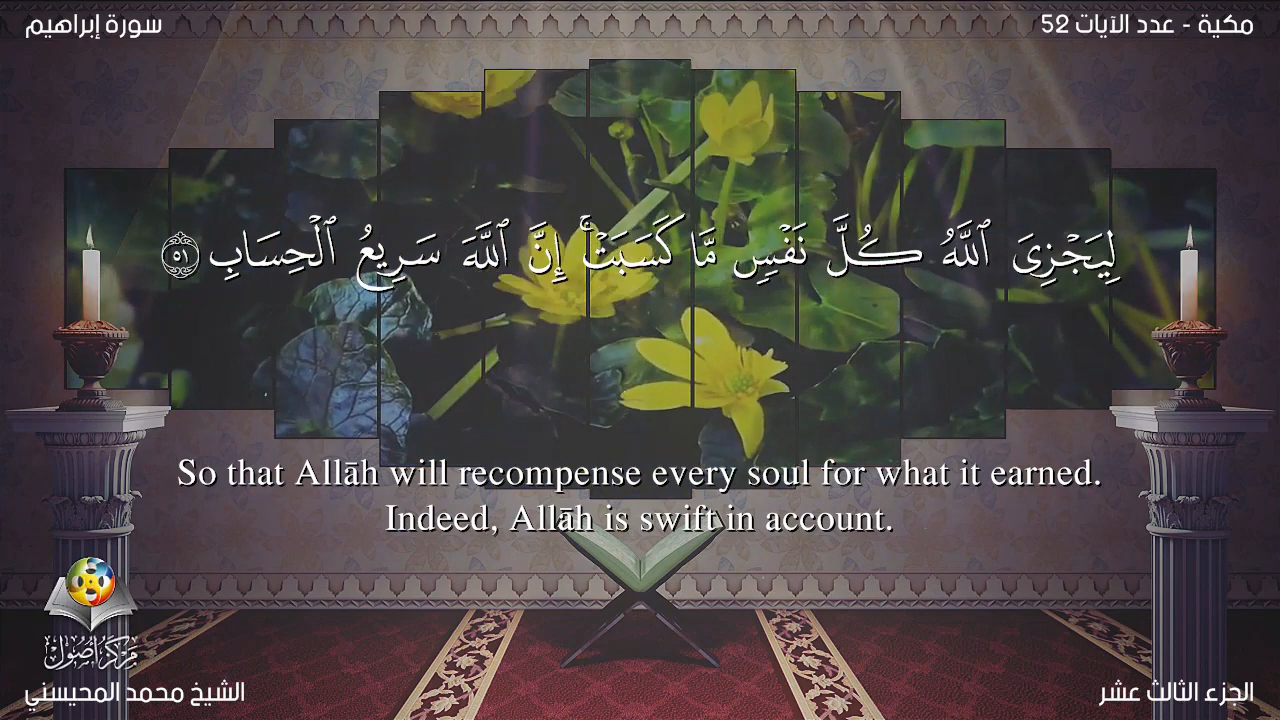 سورة إبراهيم
مكية - عدد الآيات 52
لِيَجْزِىَ ٱللَّهُ كُلَّ نَفْسٍ مَّا كَسَبَتْ ۚ إِنَّ ٱللَّهَ سَرِيعُ ٱلْحِسَابِ ٥١
So that Allāh will recompense every soul for what it earned.
Indeed, Allāh is swift in account.
مركز أصول
الشيخ محمد المحيسني
الجزء الثالث عشر